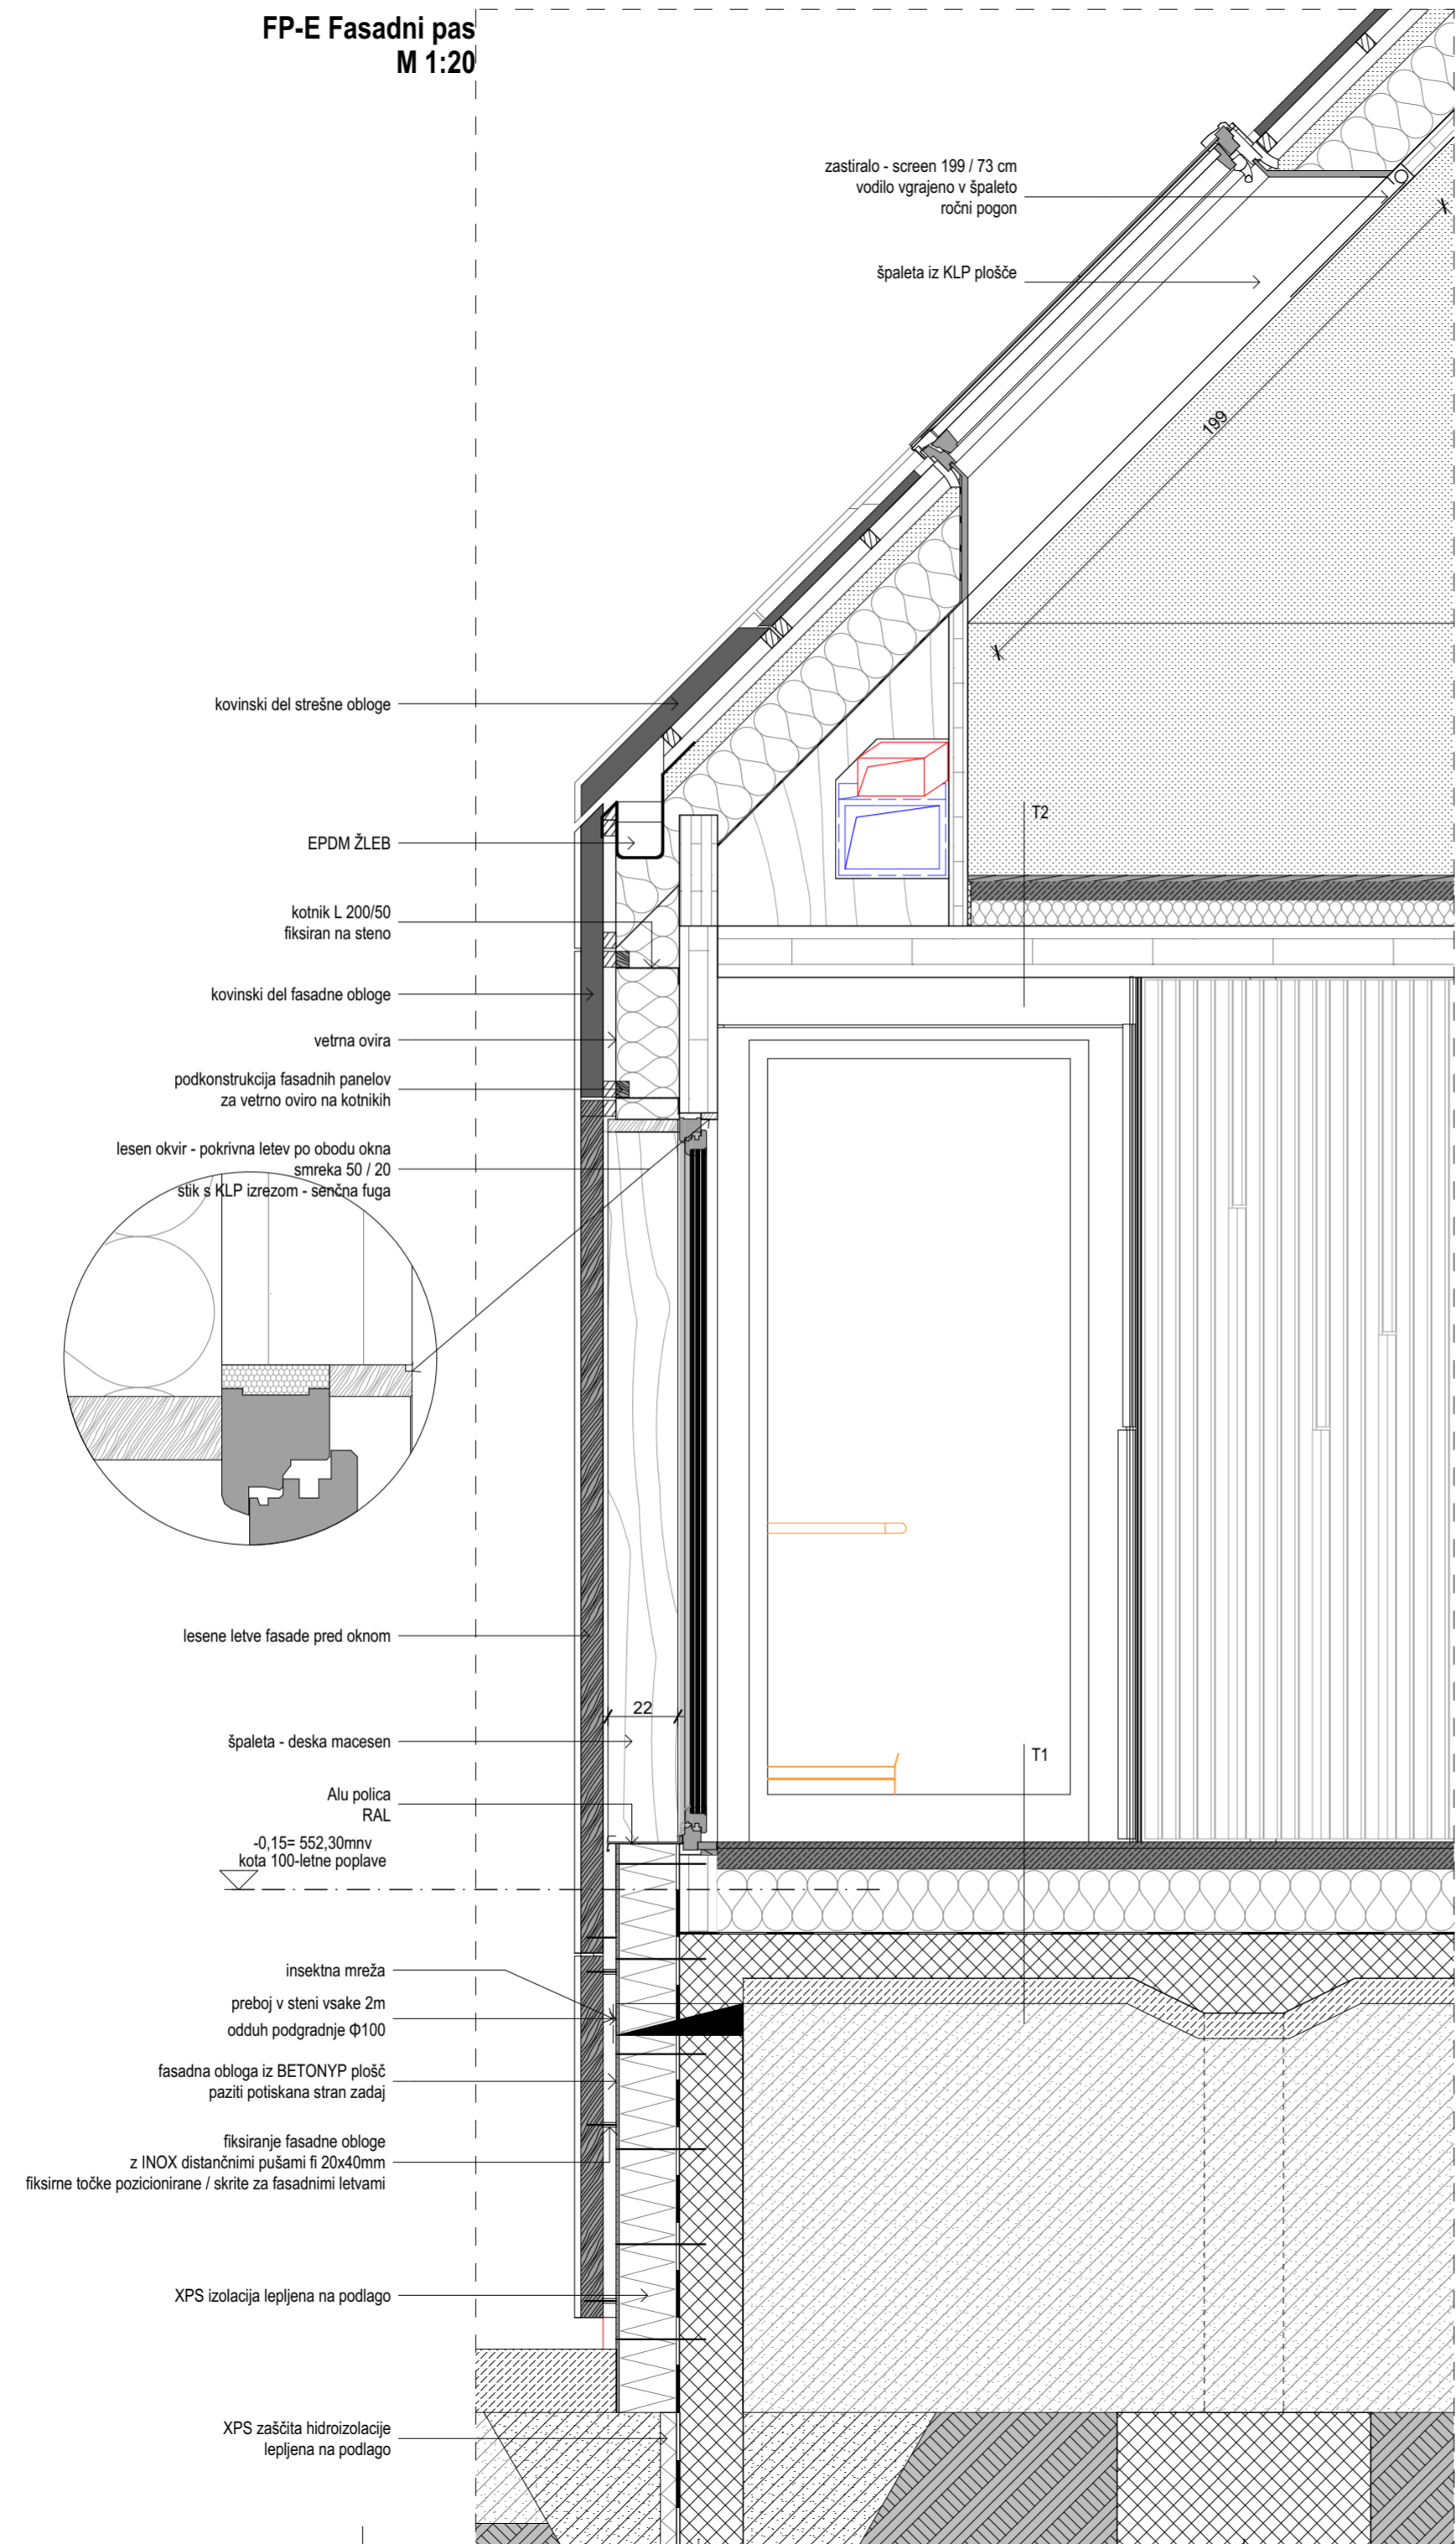 FP-E Fasadni pas
M 1:20
zastiralo - screen 199 / 73 cm
vodilo vgrajeno v špaleto
ročni pogon
špaleta iz KLP plošče
199
kovinski del strešne obloge
T2
EPDM ŽLEB
kotnik L 200/50
fiksiran na steno
kovinski del fasadne obloge
vetrna ovira
podkonstrukcija fasadnih panelov
za vetrno oviro na kotnikih
lesen okvir - pokrivna letev po obodu okna
smreka 50 / 20
stik s KLP izrezom - senčna fuga
lesene letve fasade pred oknom
22
špaleta - deska macesen
T1
Alu polica
RAL
-0,15= 552,30mnv
kota 100-letne poplave
insektna mreža
preboj v steni vsake 2m
odduh podgradnje Φ100
fasadna obloga iz BETONYP plošč
paziti potiskana stran zadaj
fiksiranje fasadne obloge
z INOX distančnimi pušami fi 20x40mm
fiksirne točke pozicionirane / skrite za fasadnimi letvami
XPS izolacija lepljena na podlago
XPS zaščita hidroizolacije
lepljena na podlago